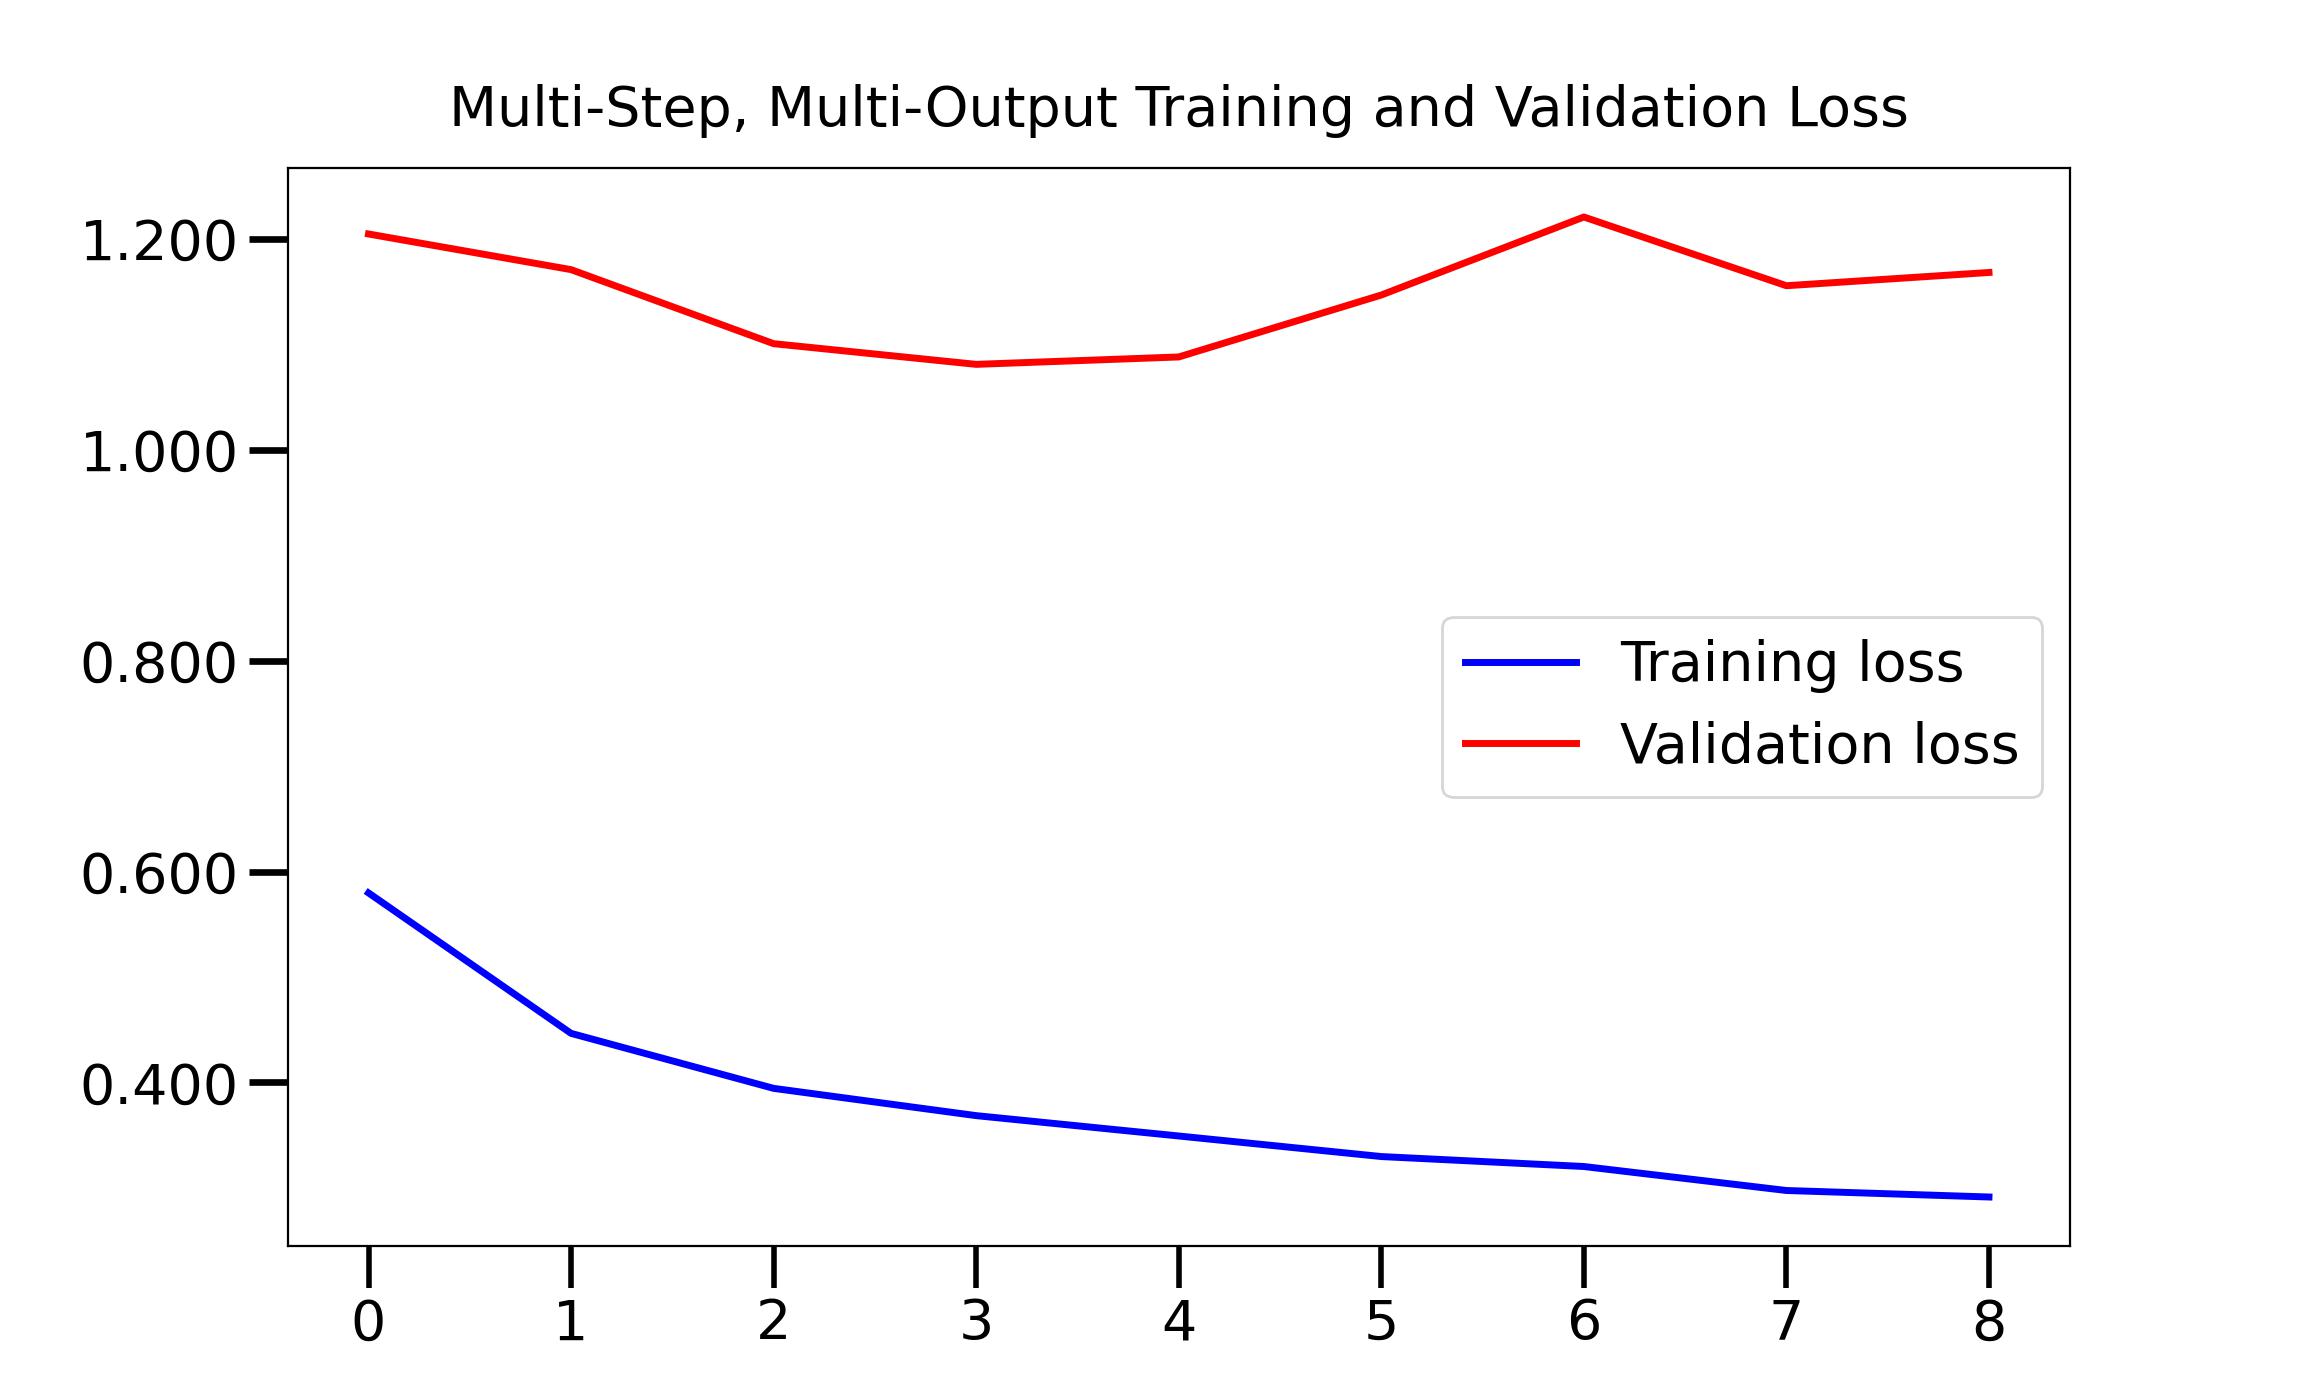 Multi-Step, Multi-Output Training and Validation Loss
1.200
1.000
0.800
0.600
0.400
Training loss
Validation loss
0 1 2 3 4 5 6 7 8